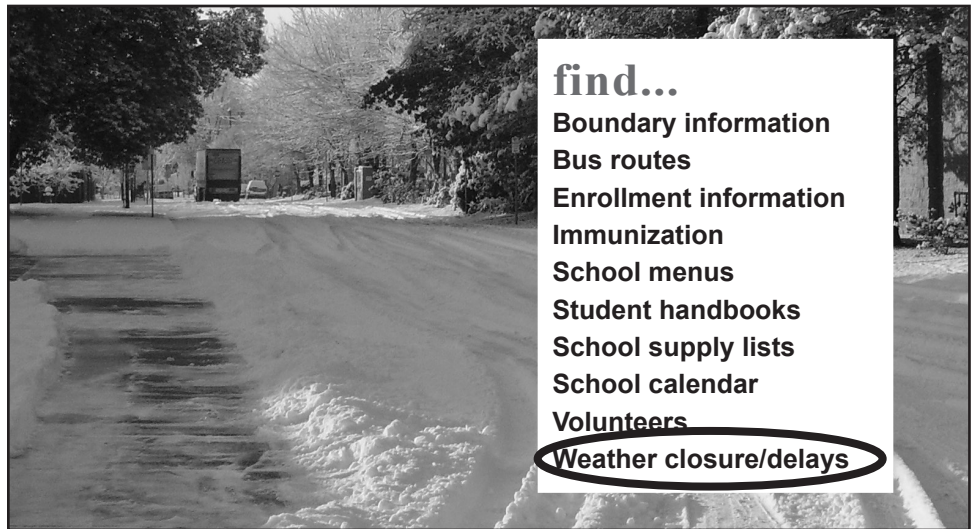 find...
Boundary information
Bus routes
Enrollment information
Immunization
School menus
Student handbooks
School supply lists
School calendar
Volunteers
Weather closure/delays